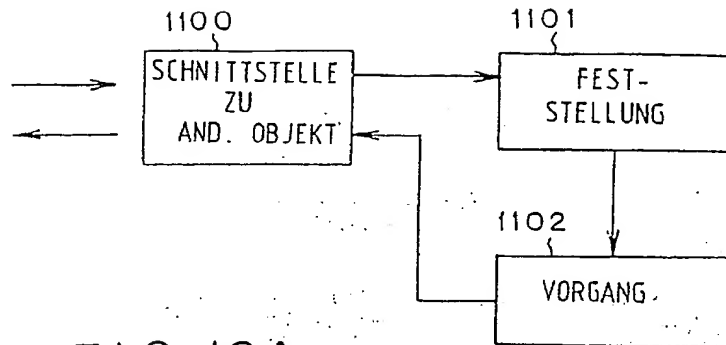 1100
SCHNITTSTELLE
ZU
AND. OBJEKT
1101
FEST-
STELLUNG
1102
VORGANG